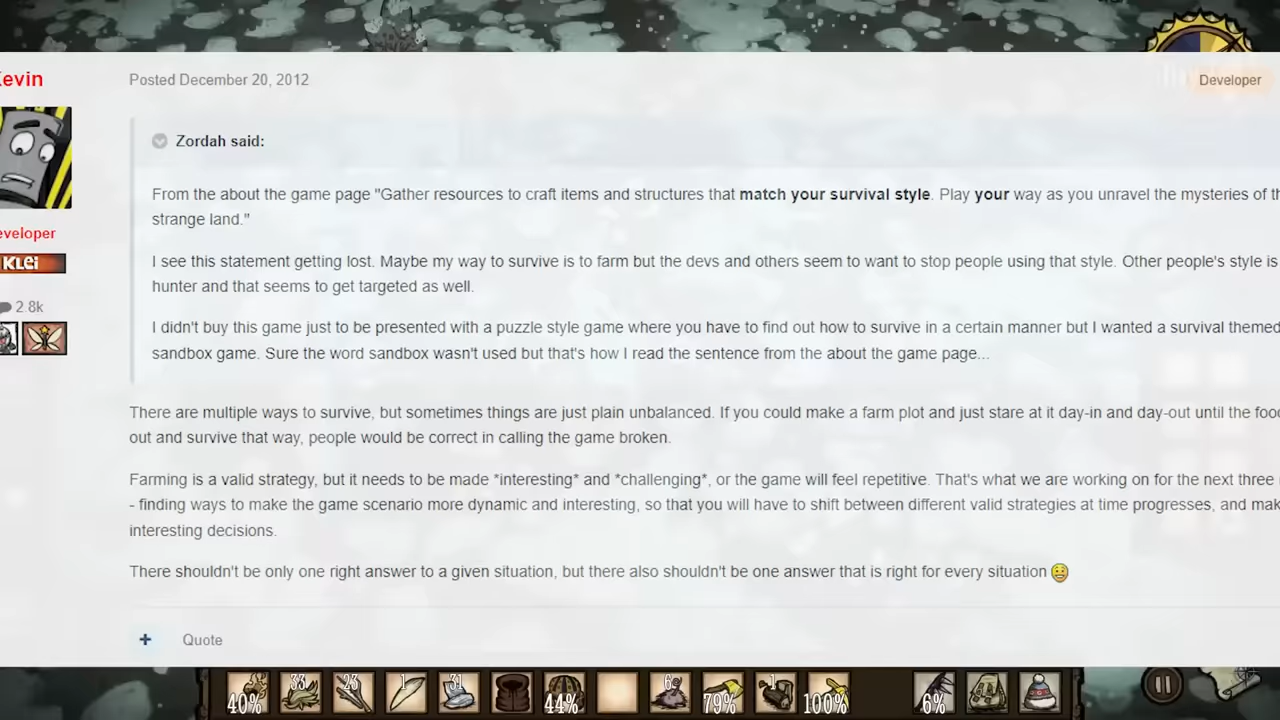 Kevin
Posted December 20, 2012
Developer
Zordah said:
From the about the game page "Gather resources to craft items and structures that match your survival style. Play your way as you unravel the mysteries of
strange land."
I see this statement getting lost. Maybe my way to survive is to farm but the devs and others seem to want to stop people using that style. Other people's style is
hunter and that seems to get targeted as well.
I didn't buy this game just to be presented with a puzzle style game where you have to find out how to survive in a certain manner but I wanted a survival themed
sandbox game. Sure the word sandbox wasn't used but that's how I read the sentence from the about the game page...
There are multiple ways to survive, but sometimes things are just plain unbalanced. If you could make a farm plot and just stare at it day-in and day-out until the
out and survive that way, people would be correct in calling the game broken.
Farming is a valid strategy, but it needs to be made *interesting* and *challenging*, or the game will feel repetitive. That's what we are working on for the next three
- finding ways to make the game scenario more dynamic and interesting, so that you will have to shift between different valid strategies at time progresses, and
interesting decisions.
There shouldn't be only one right answer to a given situation, but there also shouldn't be one answer that is right for every situation
eveloper
KLei
2.8k
+ Quote
40% 33 23 1 31 44% 6 79% 1 100% 6%